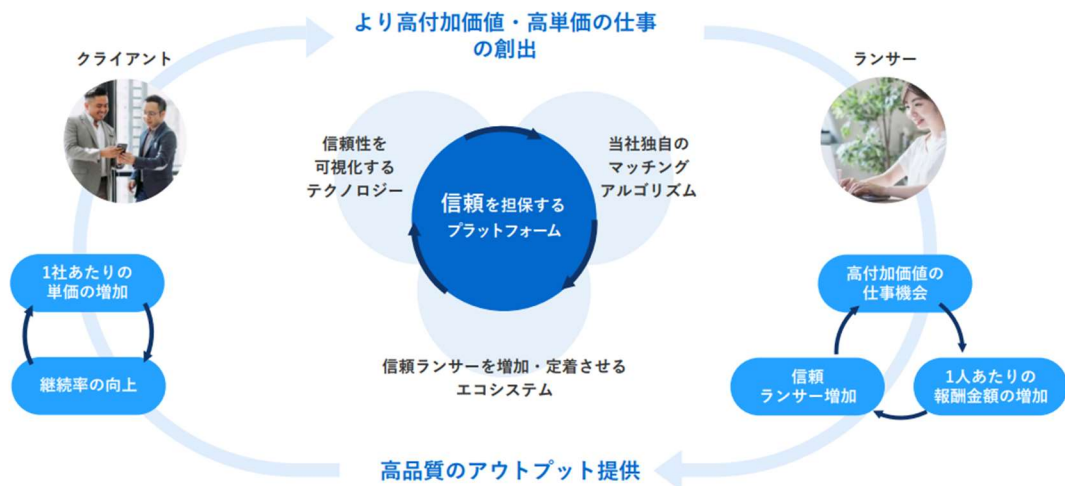 より高付加価値・高単価の仕事
の創出
クライアント
ランサー
信頼性を
可視化する
テクノロジー
当社独自の
マッチング
アルゴリズム
信頼を担保する
プラットフォーム
1社あたりの
単価の増加
継続率の向上
高付加価値の
仕事機会
信頼
ランサー増加
1人あたりの
報酬金額の増加
信頼ランサーを増加・定着させる
エコシステム
高品質のアウトプット提供